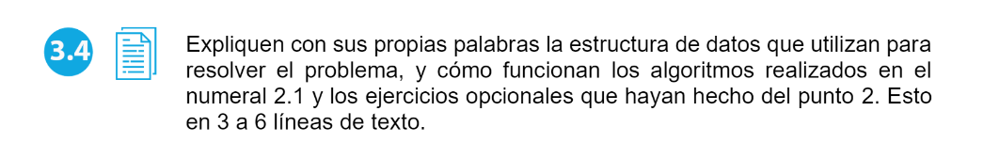 3.4
Expliquen con sus propias palabras la estructura de datos que utilizan para
resolver el problema, y cómo funcionan los algoritmos realizados en el
numeral 2.1 y los ejercicios opcionales que hayan hecho del punto 2. Esto
en 3 a 6 líneas de texto.